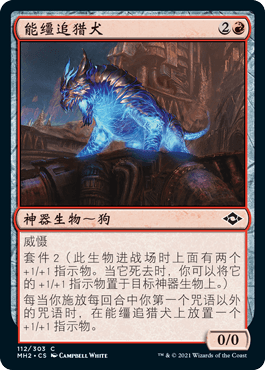 能缰追猎犬 2
神器生物～狗
威慑
套件2（此生物进战场时上面有两个
+1/+1指示物。当它死去时，你可以将它
的+1/+1指示物置于目标神器生物上。）
每当你施放每回合中你第一个咒语以外
的咒语时，在能缰追猎犬上放置一个
+1/+1指示物。
0/0
112/303 C
MH2 • CS CAMPBELL WHITE
™ & © 2021 Wizards of the Coast